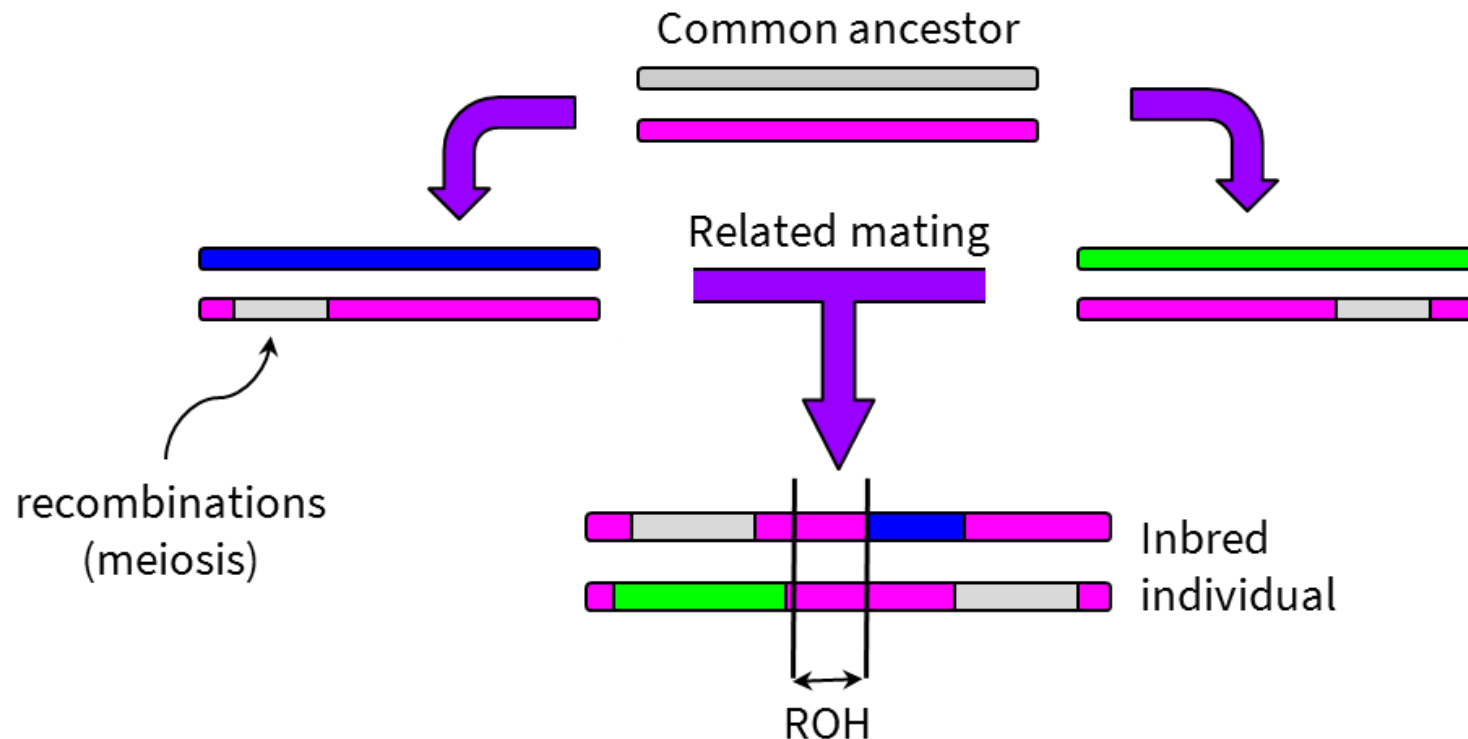 Common ancestor
Related mating
recombinations
(meiosis)
Inbred
individual
ROH